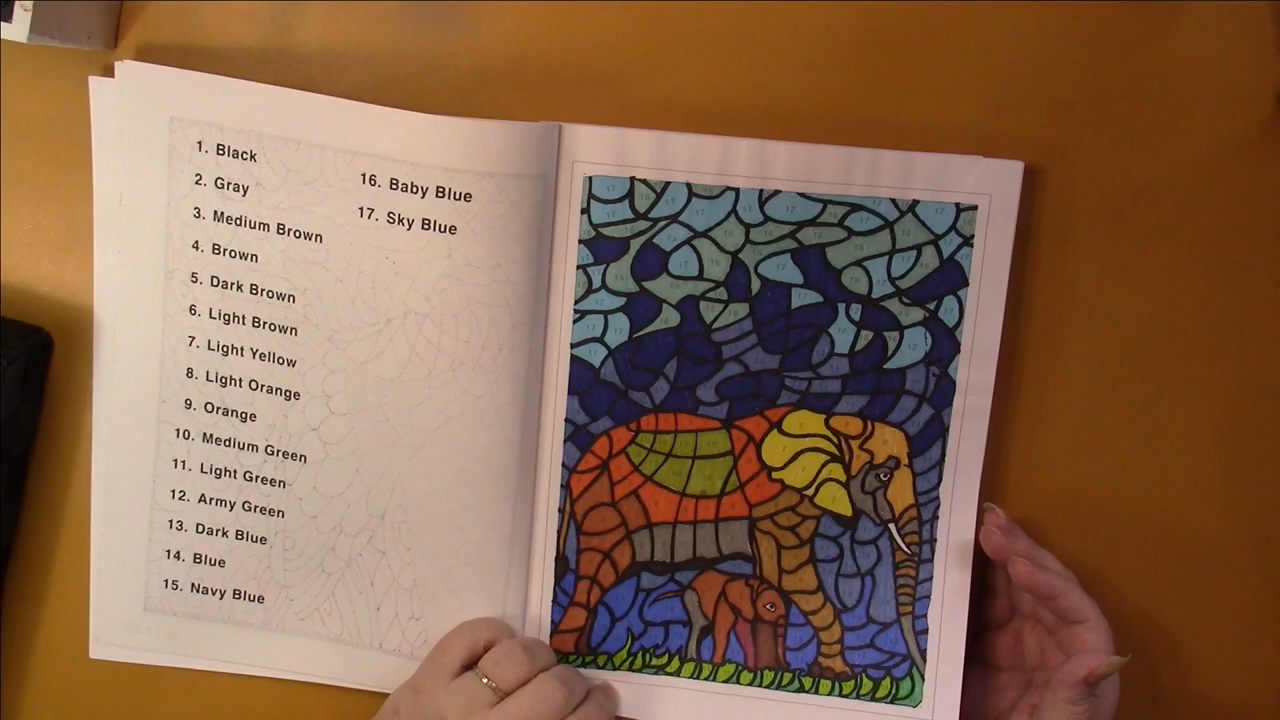 1. Black
2. Gray
3. Medium Brown
4. Brown
5. Dark Brown
6. Light Brown
7. Light Yellow
8. Light Orange
9. Orange
10. Medium Green
11. Light Green
12. Army Green
13. Dark Blue
14. Blue
15. Navy Blue
16. Baby Blue
17. Sky Blue